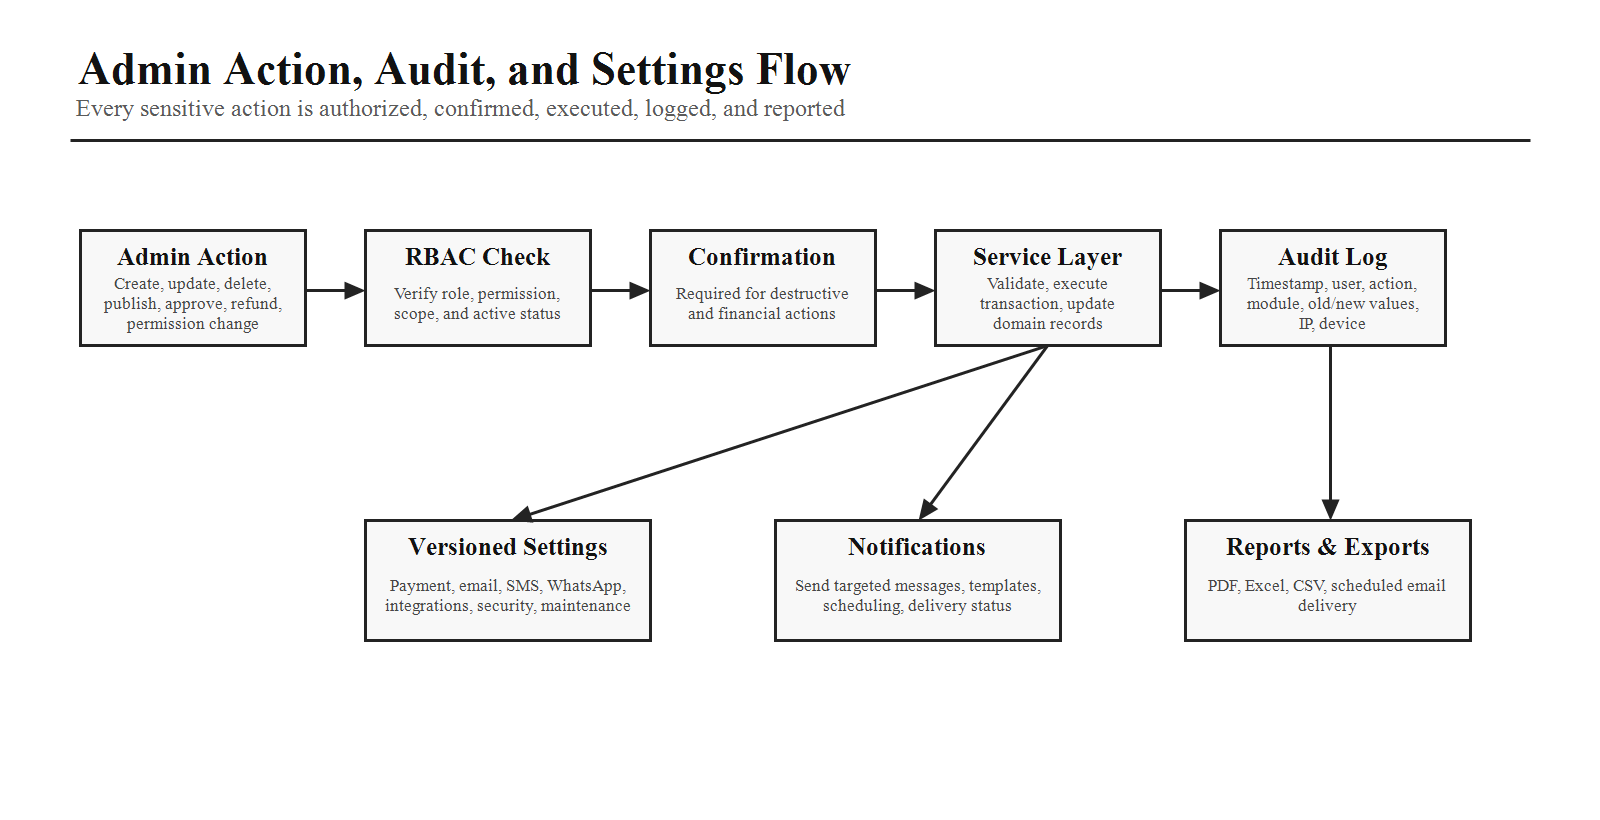 Admin Action, Audit, and Settings Flow
Every sensitive action is authorized, confirmed, executed, logged, and reported
Admin Action
Create, update, delete,
publish, approve, refund,
permission change
RBAC Check
Verify role, permission,
scope, and active status
Confirmation
Required for destructive
and financial actions
Service Layer
Validate, execute
transaction, update
domain records
Audit Log
Timestamp, user, action,
module, old/new values,
IP, device
Versioned Settings
Payment, email, SMS, WhatsApp,
integrations, security, maintenance
Notifications
Send targeted messages, templates,
scheduling, delivery status
Reports & Exports
PDF, Excel, CSV, scheduled email
delivery